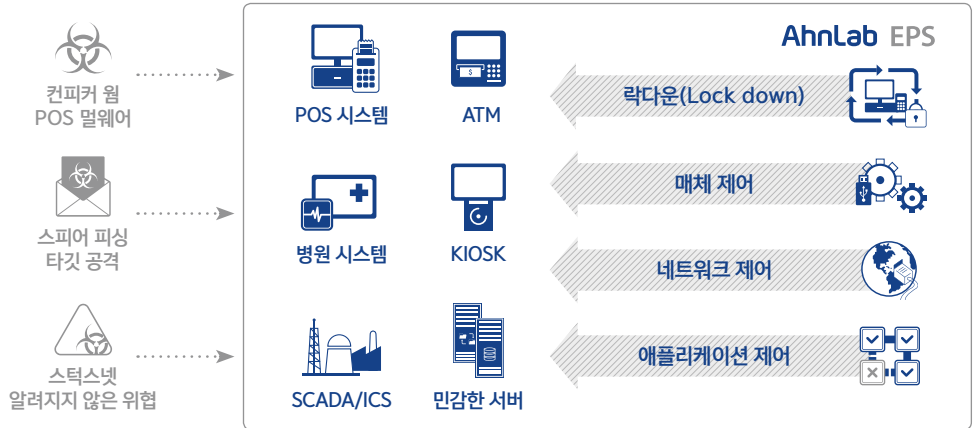 컨피커 웜
POS 멀웨어
스피어 피싱
타깃 공격
스턱스넷
알려지지 않은 위협
AhnLab EPS
$
POS 시스템
ATM
병원 시스템
KIOSK
SCADA/ICS
민감한 서버
락다운(Lock down)
매체 제어
네트워크 제어
애플리케이션 제어